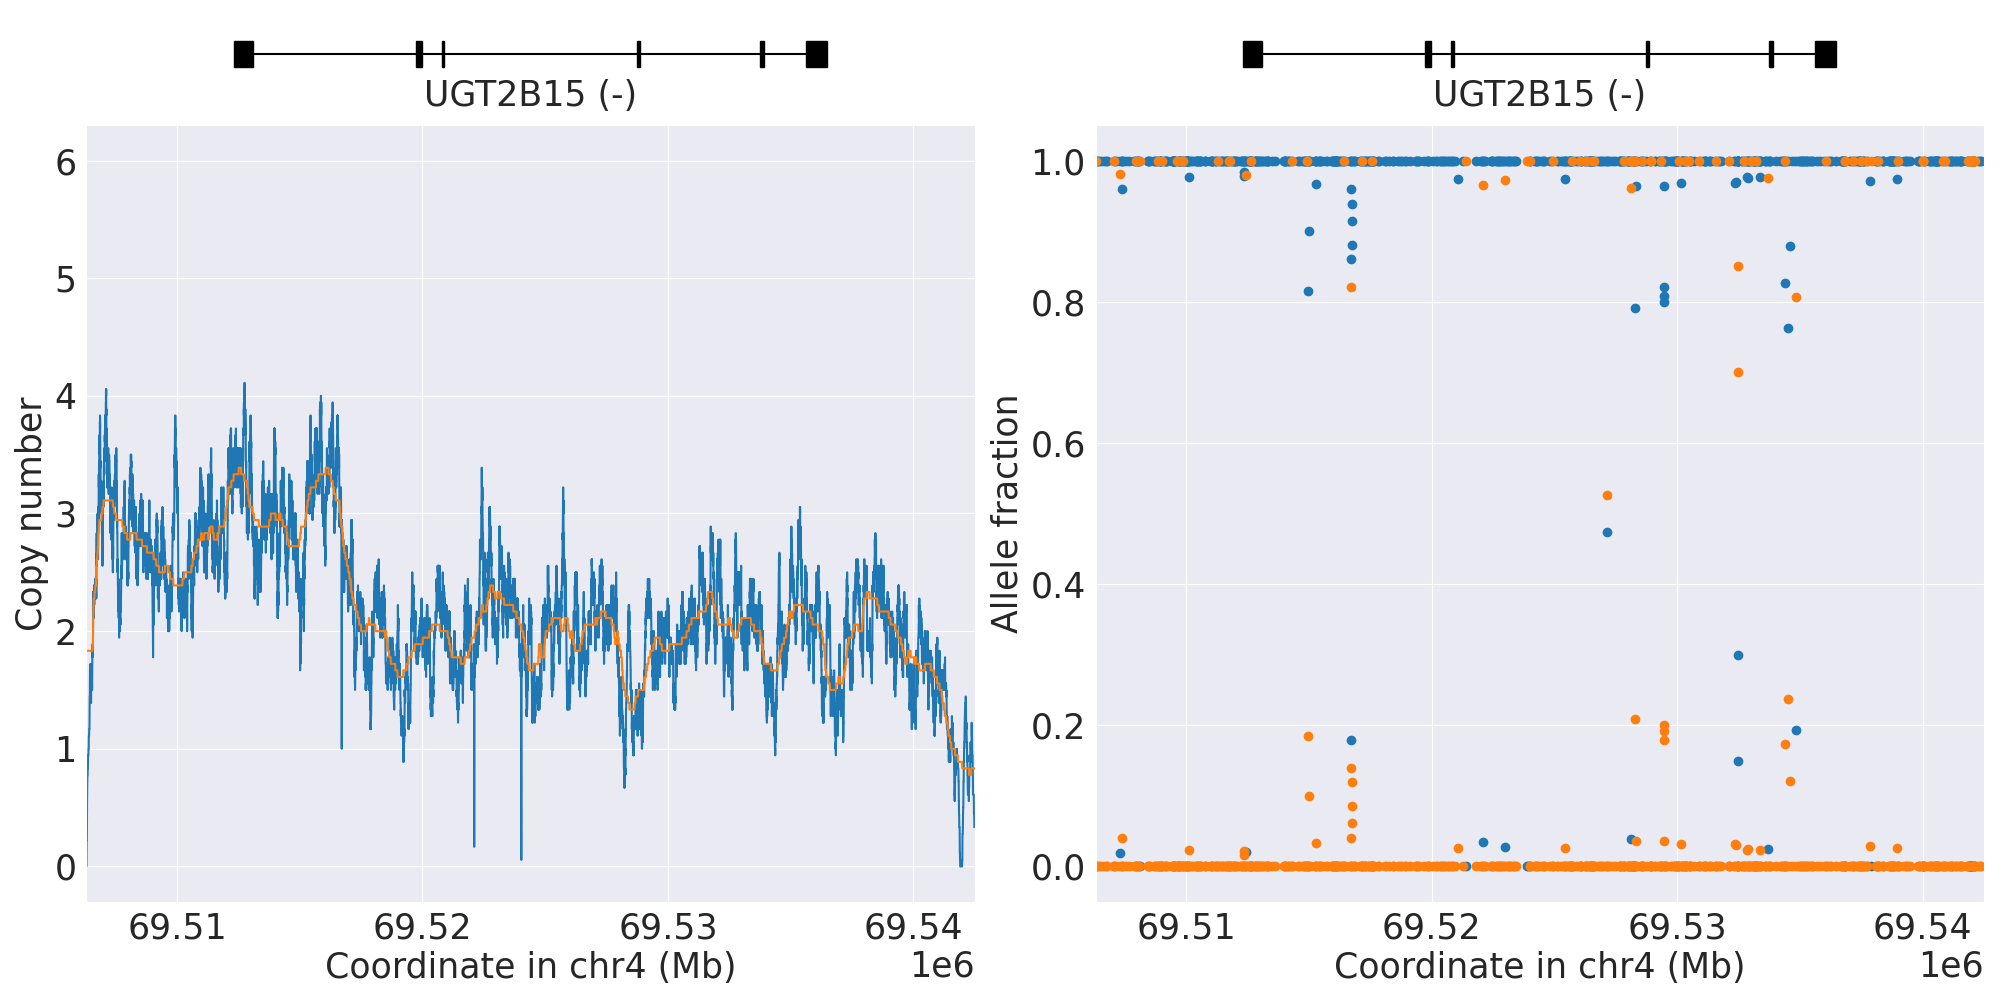 UGT2B15 (-)
6
5
4
3
2
1
0
Copy number
69.51 69.52 69.53 69.54
Coordinate in chr4 (Mb) 1e6
UGT2B15 (-)
1.0
0.8
0.6
0.4
0.2
0.0
Allele fraction
69.51 69.52 69.53 69.54
Coordinate in chr4 (Mb) 1e6